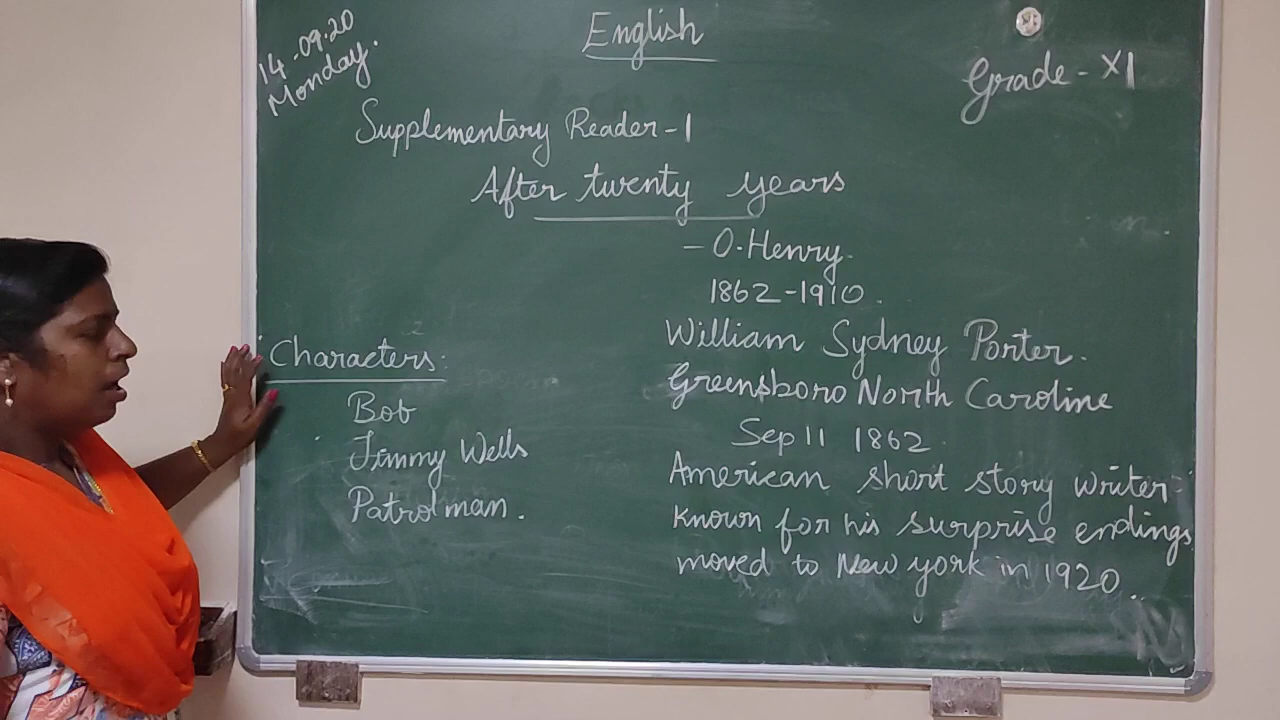 14-09-20
Monday.
English
Grade - XI
Supplementary Reader - 1
After twenty years
- O. Henry.
1862 - 1910.
William Sydney Porter.
Greensboro North Caroline
Sep 11 1862.
American short story writer -
known for his surprise endings
moved to New york in 1920..
Characters:
Bob
Jimmy Wells
Patrolman.